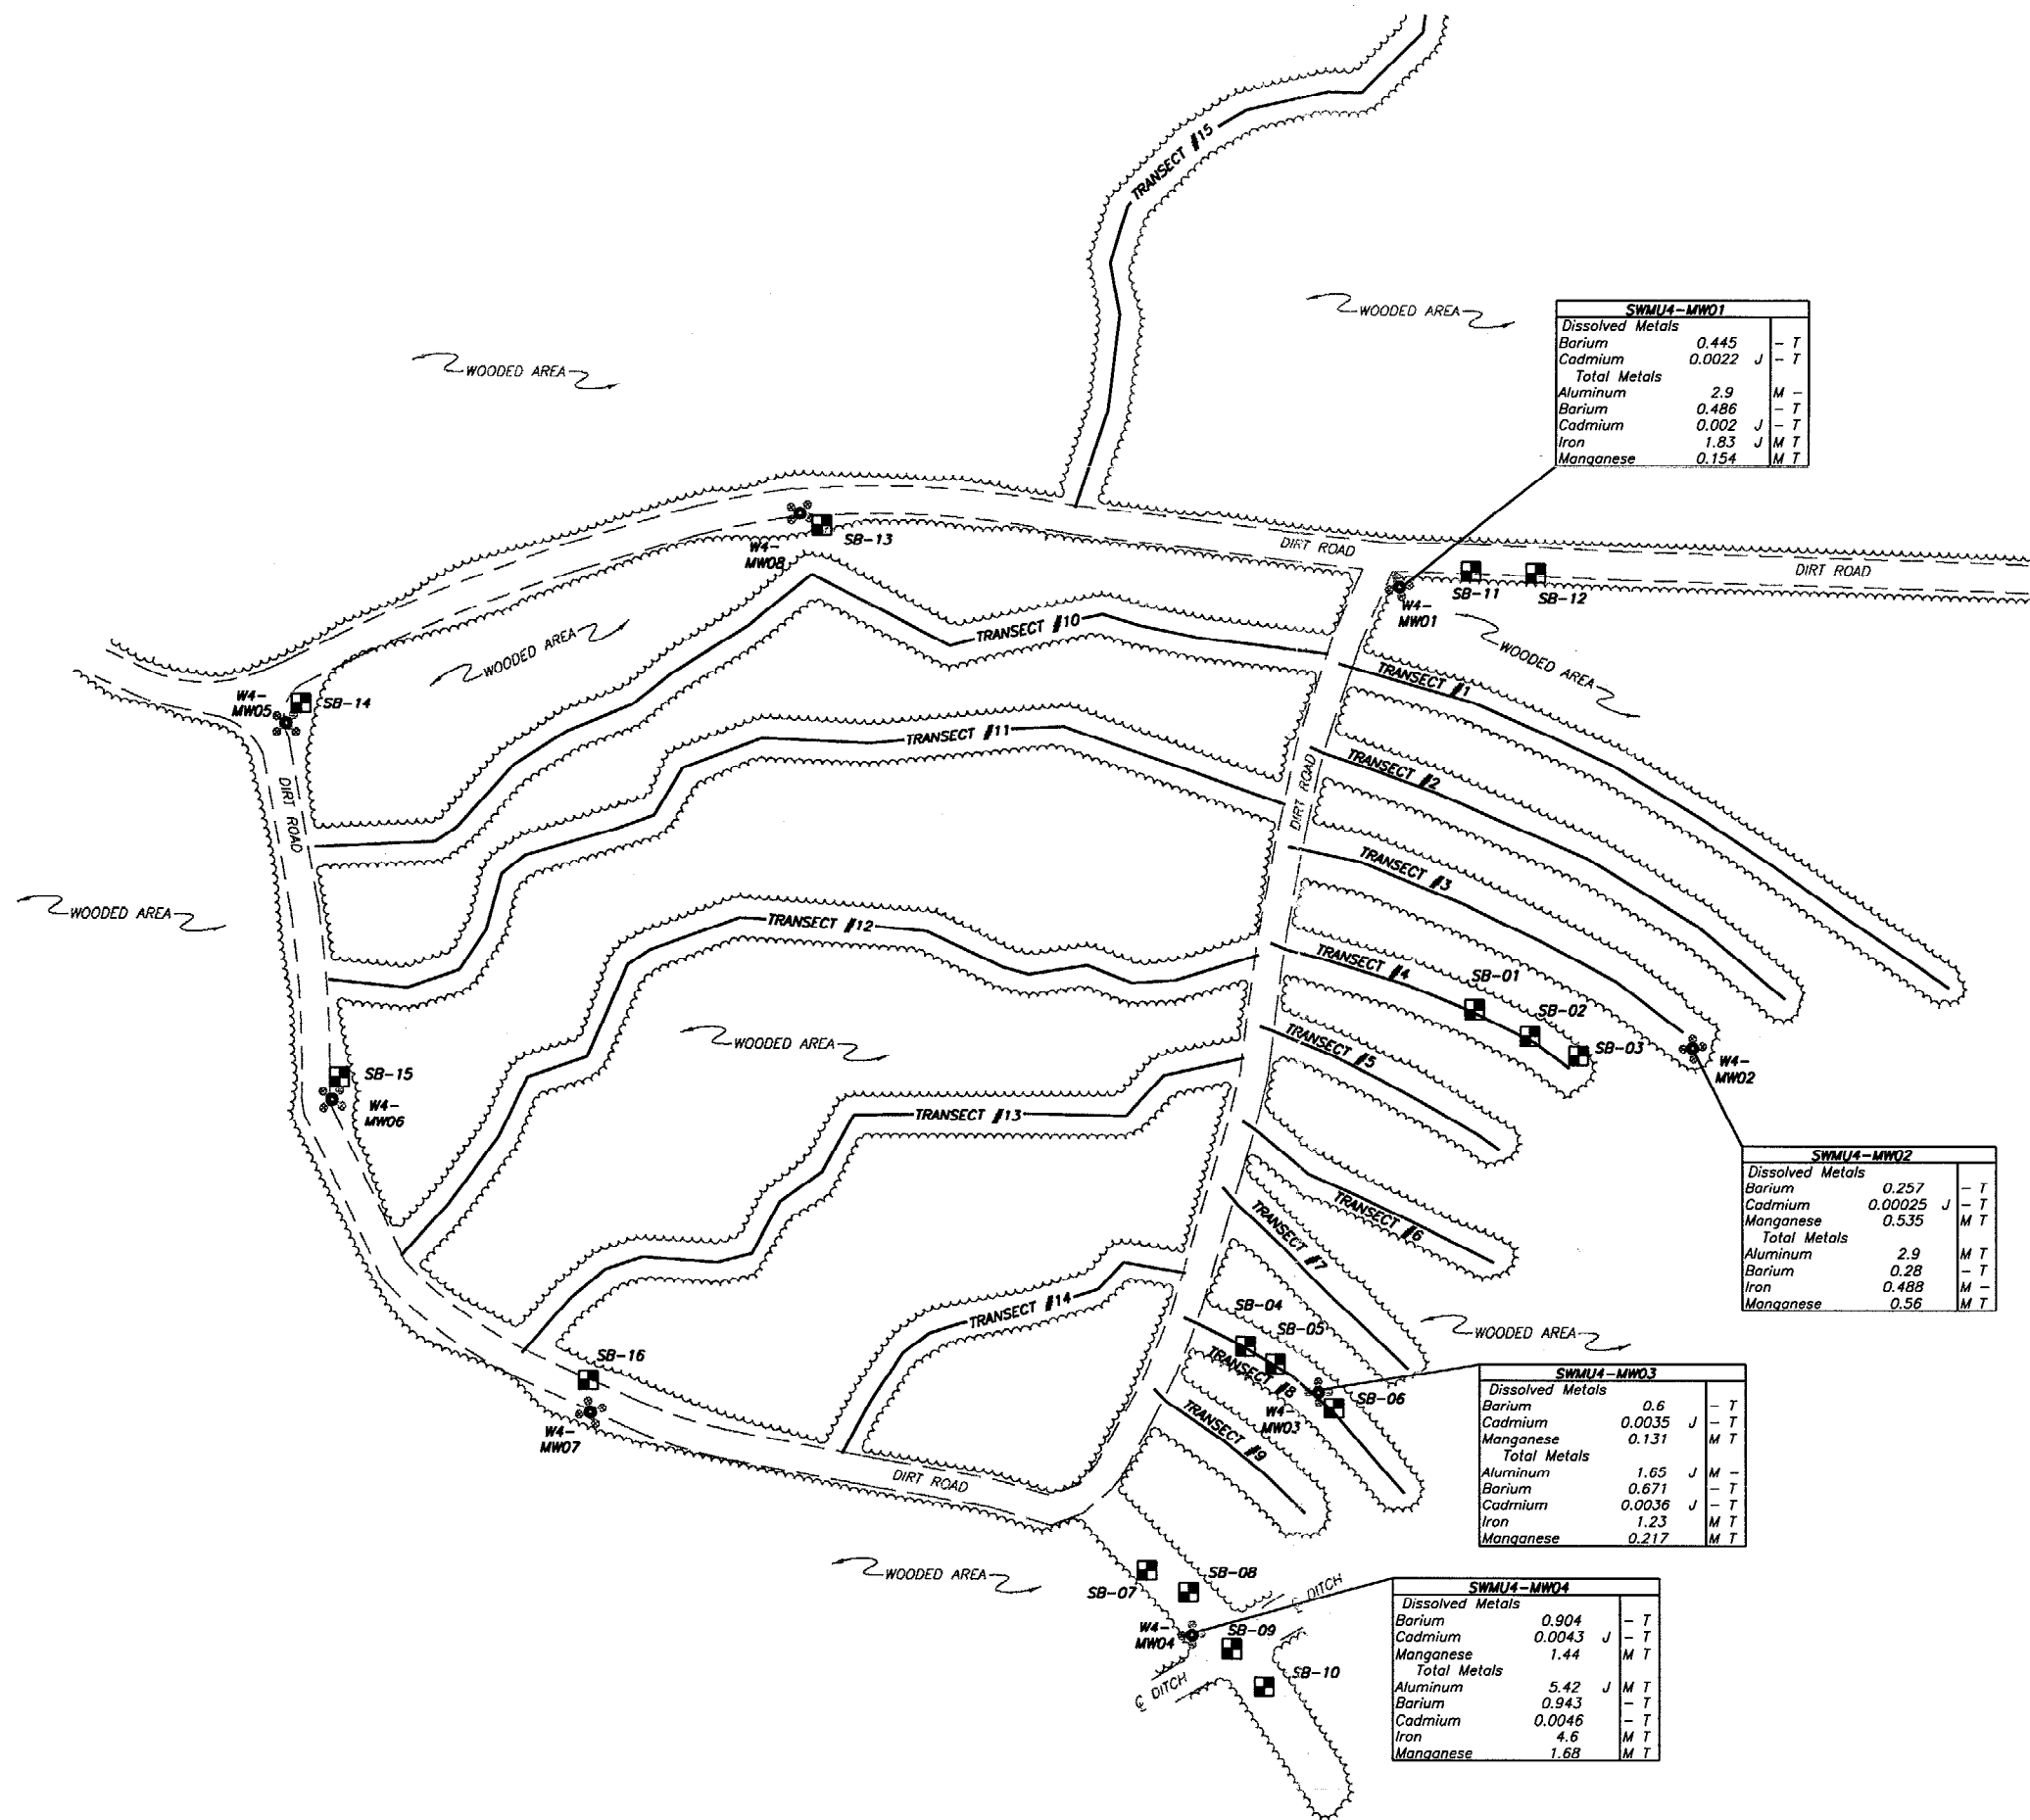 TRANSECT #15
WOODED AREA
WOODED AREA
SWMU4-MW01
Dissolved Metals
Barium 0.445 - T
Cadmium 0.0022 J - T
Total Metals
Aluminum 2.9 M -
Barium 0.486 - T
Cadmium 0.002 J - T
Iron 1.83 J M T
Manganese 0.154 M T
W4-
MW08
SB-13
DIRT ROAD
DIRT ROAD
SB-11
SB-12
W4-
MW01
TRANSECT #10
WOODED AREA
WOODED AREA
TRANSECT #1
W4-
MW05
SB-14
TRANSECT #11
TRANSECT #2
DIRT ROAD
DIRT ROAD
TRANSECT #3
WOODED AREA
TRANSECT #12
TRANSECT #4
SB-01
SB-02
SB-03
W4-
MW02
WOODED AREA
TRANSECT #5
SB-15
W4-
MW06
TRANSECT #13
SWMU4-MW02
Dissolved Metals
Barium 0.257 - T
Cadmium 0.00025 J - T
Manganese 0.535 M T
Total Metals
Aluminum 2.9 M T
Barium 0.28 - T
Iron 0.488 M -
Manganese 0.56 M T
TRANSECT #6
TRANSECT #7
TRANSECT #14
SB-04
SB-05
WOODED AREA
SB-16
TRANSECT #8
SB-06
W4-
MW03
SWMU4-MW03
Dissolved Metals
Barium 0.6 - T
Cadmium 0.0035 J - T
Manganese 0.131 M T
Total Metals
Aluminum 1.65 J M -
Barium 0.671 - T
Cadmium 0.0036 J - T
Iron 1.23 M T
Manganese 0.217 M T
W4-
MW07
TRANSECT #9
DIRT ROAD
WOODED AREA
SB-07
SB-08
℄ DITCH
W4-
MW04
SB-09
SB-10
℄ DITCH
SWMU4-MW04
Dissolved Metals
Barium 0.904 - T
Cadmium 0.0043 J - T
Manganese 1.44 M T
Total Metals
Aluminum 5.42 J M T
Barium 0.943 - T
Cadmium 0.0046 - T
Iron 4.6 M T
Manganese 1.68 M T